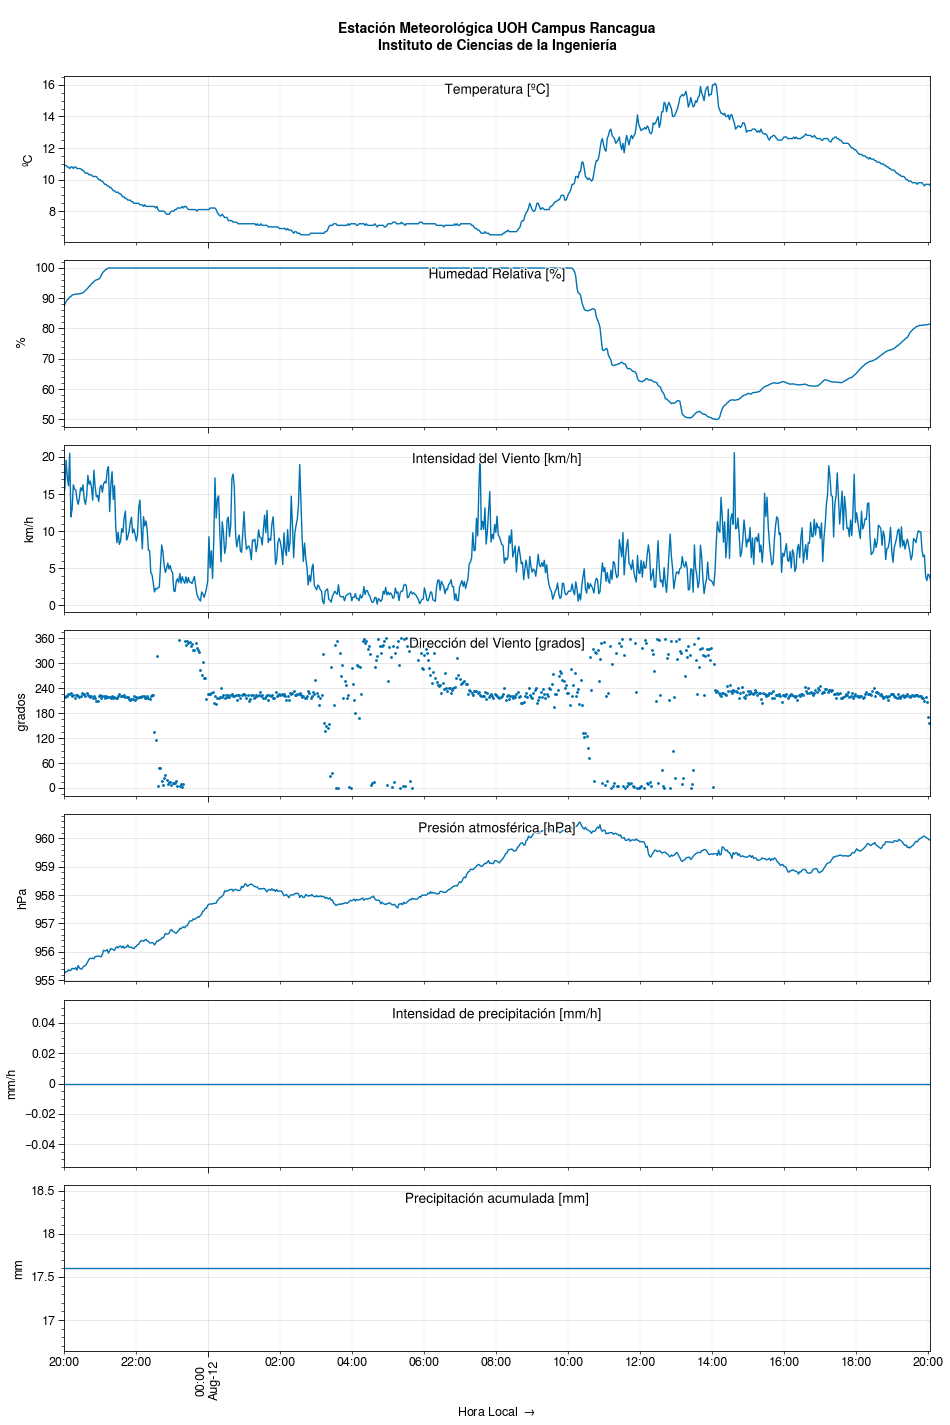 Estación Meteorológica UOH Campus Rancagua
Instituto de Ciencias de la Ingeniería
Temperatura [ºC]
ºC
16
14
12
10
8
Humedad Relativa [%]
%
100
90
80
70
60
50
Intensidad del Viento [km/h]
km/h
20
15
10
5
0
Dirección del Viento [grados]
grados
360
300
240
180
120
60
0
Presión atmosférica [hPa]
hPa
960
959
958
957
956
955
Intensidad de precipitación [mm/h]
mm/h
0.04
0.02
0
−0.02
−0.04
Precipitación acumulada [mm]
mm
18.5
18
17.5
17
20:00 22:00 00:00 02:00 04:00 06:00 08:00 10:00 12:00 14:00 16:00 18:00 20:00
Aug-12
Hora Local →